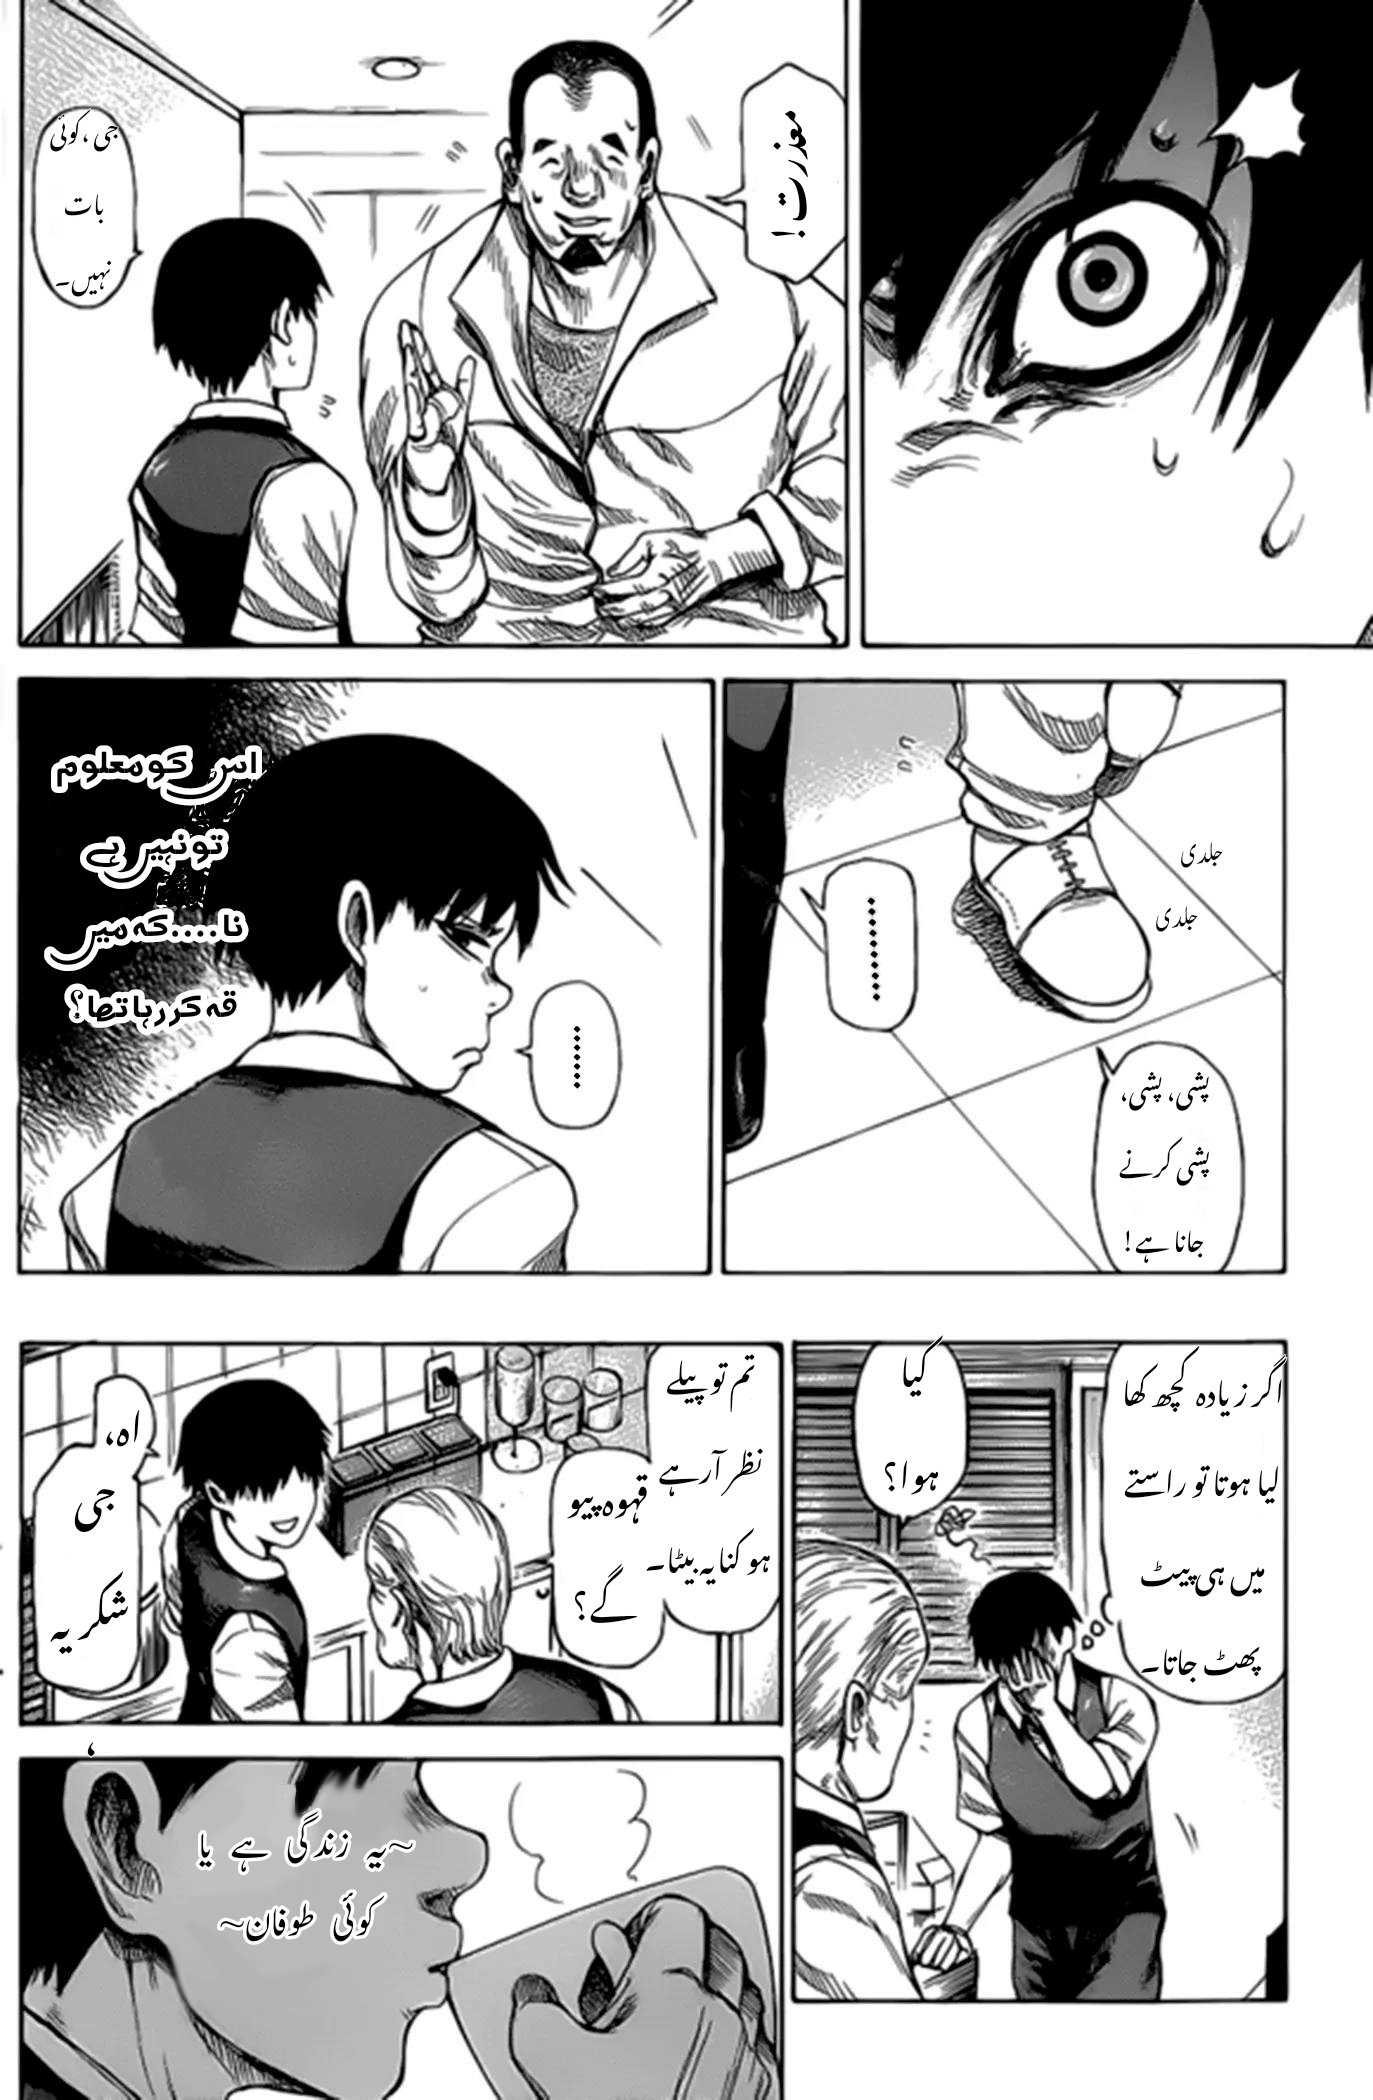 معذرت!
جی، کوئی
بات
نہیں۔
جلدی
جلدی
..........
پشی، پشی،
پشی کرنے
جانا ہے!
........
اس کو معلوم
تو نہیں ہے
نا....کہ میں
قہ کر رہا تھا؟
اگر زیادہ کچھ کھا
لیا ہوتا تو راستے
میں ہی پیٹ
پھٹ جاتا۔
کیا
ہوا؟
تم تو پیلے
نظر آرہے
ہو کنایہ بیٹا۔
قہوہ پیو
گے؟
اہ،
جی
شکریہ
،
~یہ زندگی ہے یا
کوئی طوفان~